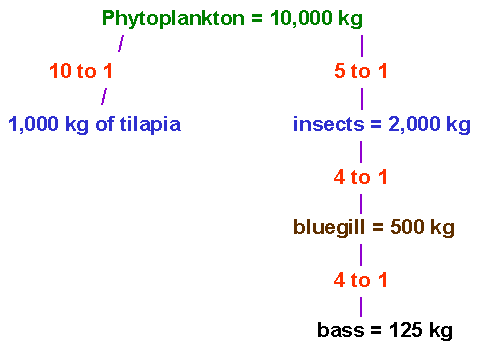 Phytoplankton = 10,000 kg
10 to 1 5 to 1
1,000 kg of tilapia insects = 2,000 kg
4 to 1
bluegill = 500 kg
4 to 1
bass = 125 kg